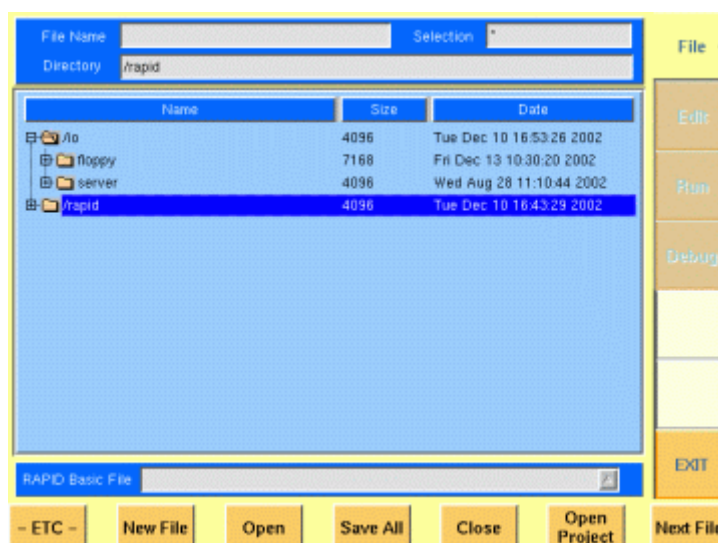 File Name
Selection *
Directory /rapid
File
Name Size Date
/io 4096 Tue Dec 10 16:53:26 2002
floppy 7168 Fri Dec 13 10:30:20 2002
server 4096 Wed Aug 28 11:10:44 2002
/rapid 4096 Tue Dec 10 16:43:29 2002
Edit
Run
Debug
EXIT
RAPID Basic File
- ETC -
New File
Open
Save All
Close
Open
Project
Next File